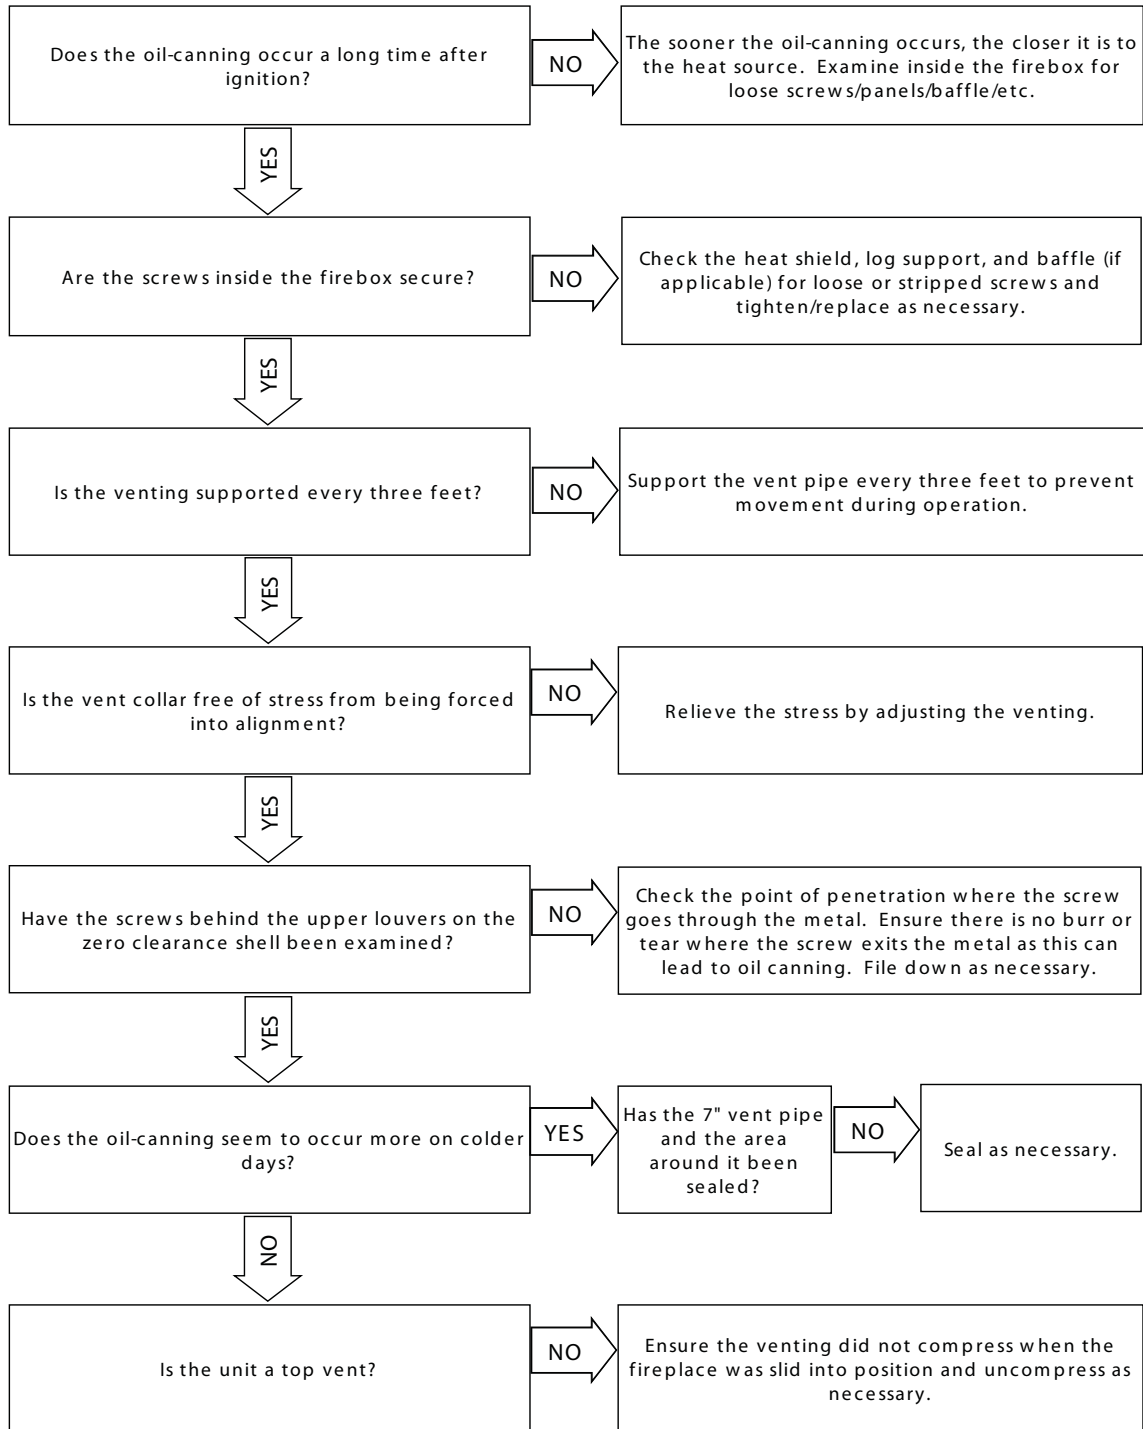 Does the oil-canning occur a long time after
ignition?
NO
The sooner the oil-canning occurs, the closer it is to
the heat source. Examine inside the firebox for
loose screws/panels/baffle/etc.
YES
Are the screws inside the firebox secure?
NO
Check the heat shield, log support, and baffle (if
applicable) for loose or stripped screws and
tighten/replace as necessary.
YES
Is the venting supported every three feet?
NO
Support the vent pipe every three feet to prevent
movement during operation.
YES
Is the vent collar free of stress from being forced
into alignment?
NO
Relieve the stress by adjusting the venting.
YES
Have the screws behind the upper louvers on the
zero clearance shell been examined?
NO
Check the point of penetration where the screw
goes through the metal. Ensure there is no burr or
tear where the screw exits the metal as this can
lead to oil canning. File down as necessary.
YES
Does the oil-canning seem to occur more on colder
days?
YES
Has the 7" vent pipe
and the area
around it been
sealed?
NO
Seal as necessary.
NO
Is the unit a top vent?
NO
Ensure the venting did not compress when the
fireplace was slid into position and uncompress as
necessary.